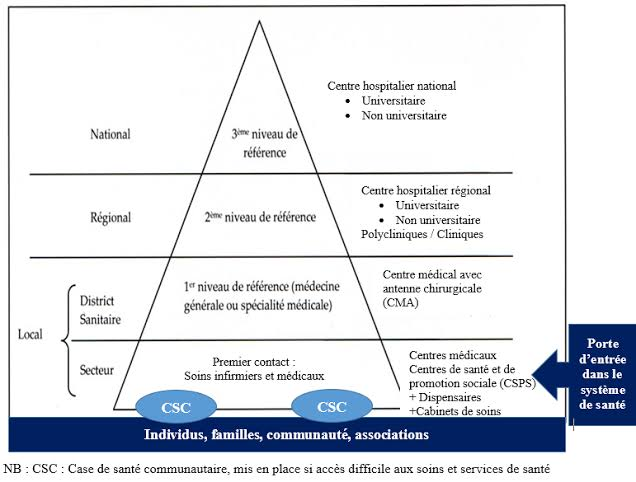 Centre hospitalier national
• Universitaire
• Non universitaire
National
3ème niveau de
référence
Centre hospitalier régional
• Universitaire
• Non universitaire
Polycliniques / Cliniques
Régional
2ème niveau de référence
Centre médical avec
antenne chirurgicale
(CMA)
1er niveau de référence (médecine
générale ou spécialité médicale)
District
Sanitaire
Local
Secteur
Premier contact :
Soins infirmiers et médicaux
Centres médicaux
Centres de santé et de
promotion sociale (CSPS)
+ Dispensaires
+Cabinets de soins
Porte
d'entrée
dans le
système
de santé
CSC
CSC
Individus, familles, communauté, associations
NB : CSC : Case de santé communautaire, mis en place si accès difficile aux soins et services de santé